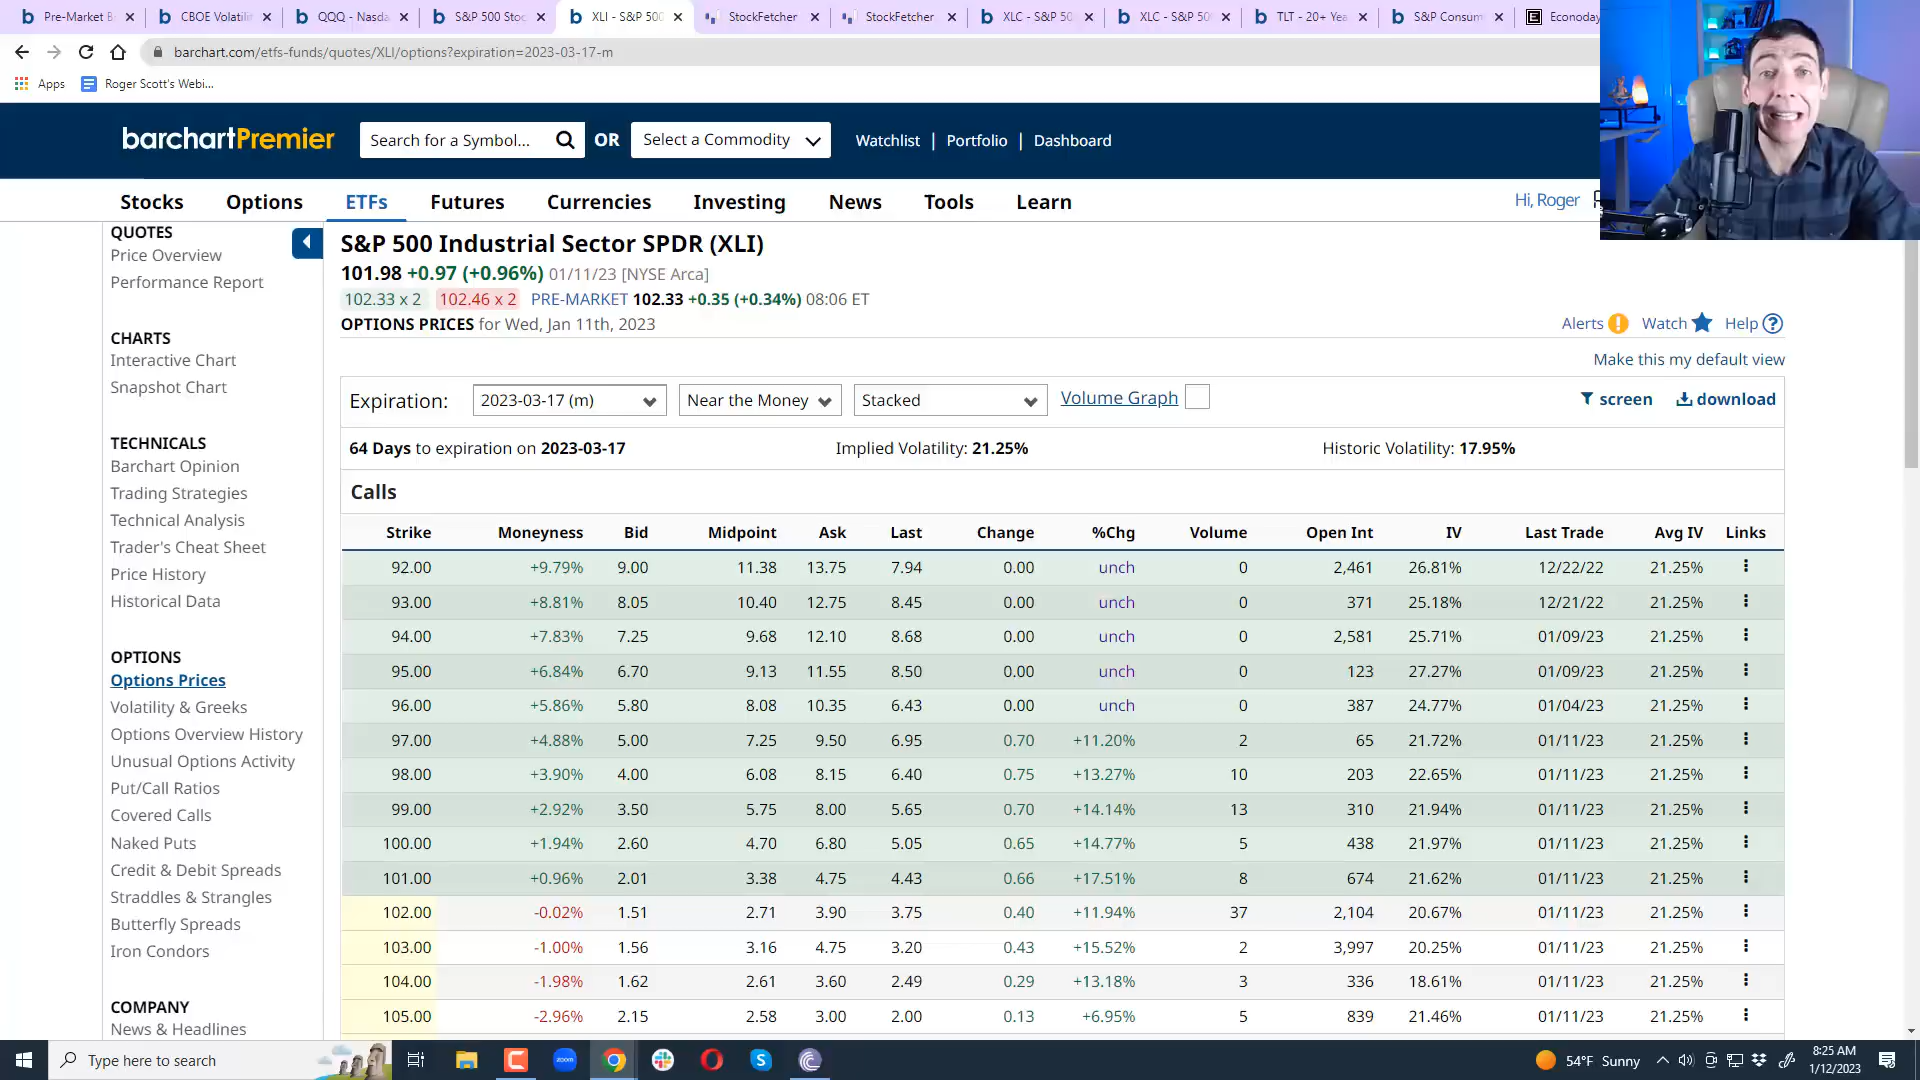 Pre-Market B
CBOE Volatili
QQQ - Nasda
S&P 500 Stoc
XLI - S&P 500
StockFetcher
StockFetcher
XLC - S&P 50
XLC - S&P 50
TLT - 20+ Yea
S&P Consum
Econoday
barchart.com/etfs-funds/quotes/XLI/options?expiration=2023-03-17-m
Apps Roger Scott's Webi...
barchartPremier Search for a Symbol... OR Select a Commodity Watchlist | Portfolio | Dashboard
Stocks Options ETFs Futures Currencies Investing News Tools Learn Hi, Roger
QUOTES
Price Overview
Performance Report
CHARTS
Interactive Chart
Snapshot Chart
TECHNICALS
Barchart Opinion
Trading Strategies
Technical Analysis
Trader's Cheat Sheet
Price History
Historical Data
OPTIONS
Options Prices
Volatility & Greeks
Options Overview History
Unusual Options Activity
Put/Call Ratios
Covered Calls
Naked Puts
Credit & Debit Spreads
Straddles & Strangles
Butterfly Spreads
Iron Condors
COMPANY
News & Headlines
S&P 500 Industrial Sector SPDR (XLI)
101.98 +0.97 (+0.96%) 01/11/23 [NYSE Arca]
102.33 x 2 102.46 x 2 PRE-MARKET 102.33 +0.35 (+0.34%) 08:06 ET
OPTIONS PRICES for Wed, Jan 11th, 2023
Alerts Watch Help
Make this my default view
Expiration: 2023-03-17 (m) Near the Money Stacked Volume Graph screen download
64 Days to expiration on 2023-03-17 Implied Volatility: 21.25% Historic Volatility: 17.95%
Calls
Strike Moneyness Bid Midpoint Ask Last Change %Chg Volume Open Int IV Last Trade Avg IV Links
92.00 +9.79% 9.00 11.38 13.75 7.94 0.00 unch 0 2,461 26.81% 12/22/22 21.25%
93.00 +8.81% 8.05 10.40 12.75 8.45 0.00 unch 0 371 25.18% 12/21/22 21.25%
94.00 +7.83% 7.25 9.68 12.10 8.68 0.00 unch 0 2,581 25.71% 01/09/23 21.25%
95.00 +6.84% 6.70 9.13 11.55 8.50 0.00 unch 0 123 27.27% 01/09/23 21.25%
96.00 +5.86% 5.80 8.08 10.35 6.43 0.00 unch 0 387 24.77% 01/04/23 21.25%
97.00 +4.88% 5.00 7.25 9.50 6.95 0.70 +11.20% 2 65 21.72% 01/11/23 21.25%
98.00 +3.90% 4.00 6.08 8.15 6.40 0.75 +13.27% 10 203 22.65% 01/11/23 21.25%
99.00 +2.92% 3.50 5.75 8.00 5.65 0.70 +14.14% 13 310 21.94% 01/11/23 21.25%
100.00 +1.94% 2.60 4.70 6.80 5.05 0.65 +14.77% 5 438 21.97% 01/11/23 21.25%
101.00 +0.96% 2.01 3.38 4.75 4.43 0.66 +17.51% 8 674 21.62% 01/11/23 21.25%
102.00 -0.02% 1.51 2.71 3.90 3.75 0.40 +11.94% 37 2,104 20.67% 01/11/23 21.25%
103.00 -1.00% 1.56 3.16 4.75 3.20 0.43 +15.52% 2 3,997 20.25% 01/11/23 21.25%
104.00 -1.98% 1.62 2.61 3.60 2.49 0.29 +13.18% 3 336 18.61% 01/11/23 21.25%
105.00 -2.96% 2.15 2.58 3.00 2.00 0.13 +6.95% 5 839 21.46% 01/11/23 21.25%
Type here to search
zoom
54°F Sunny
8:25 AM
1/12/2023